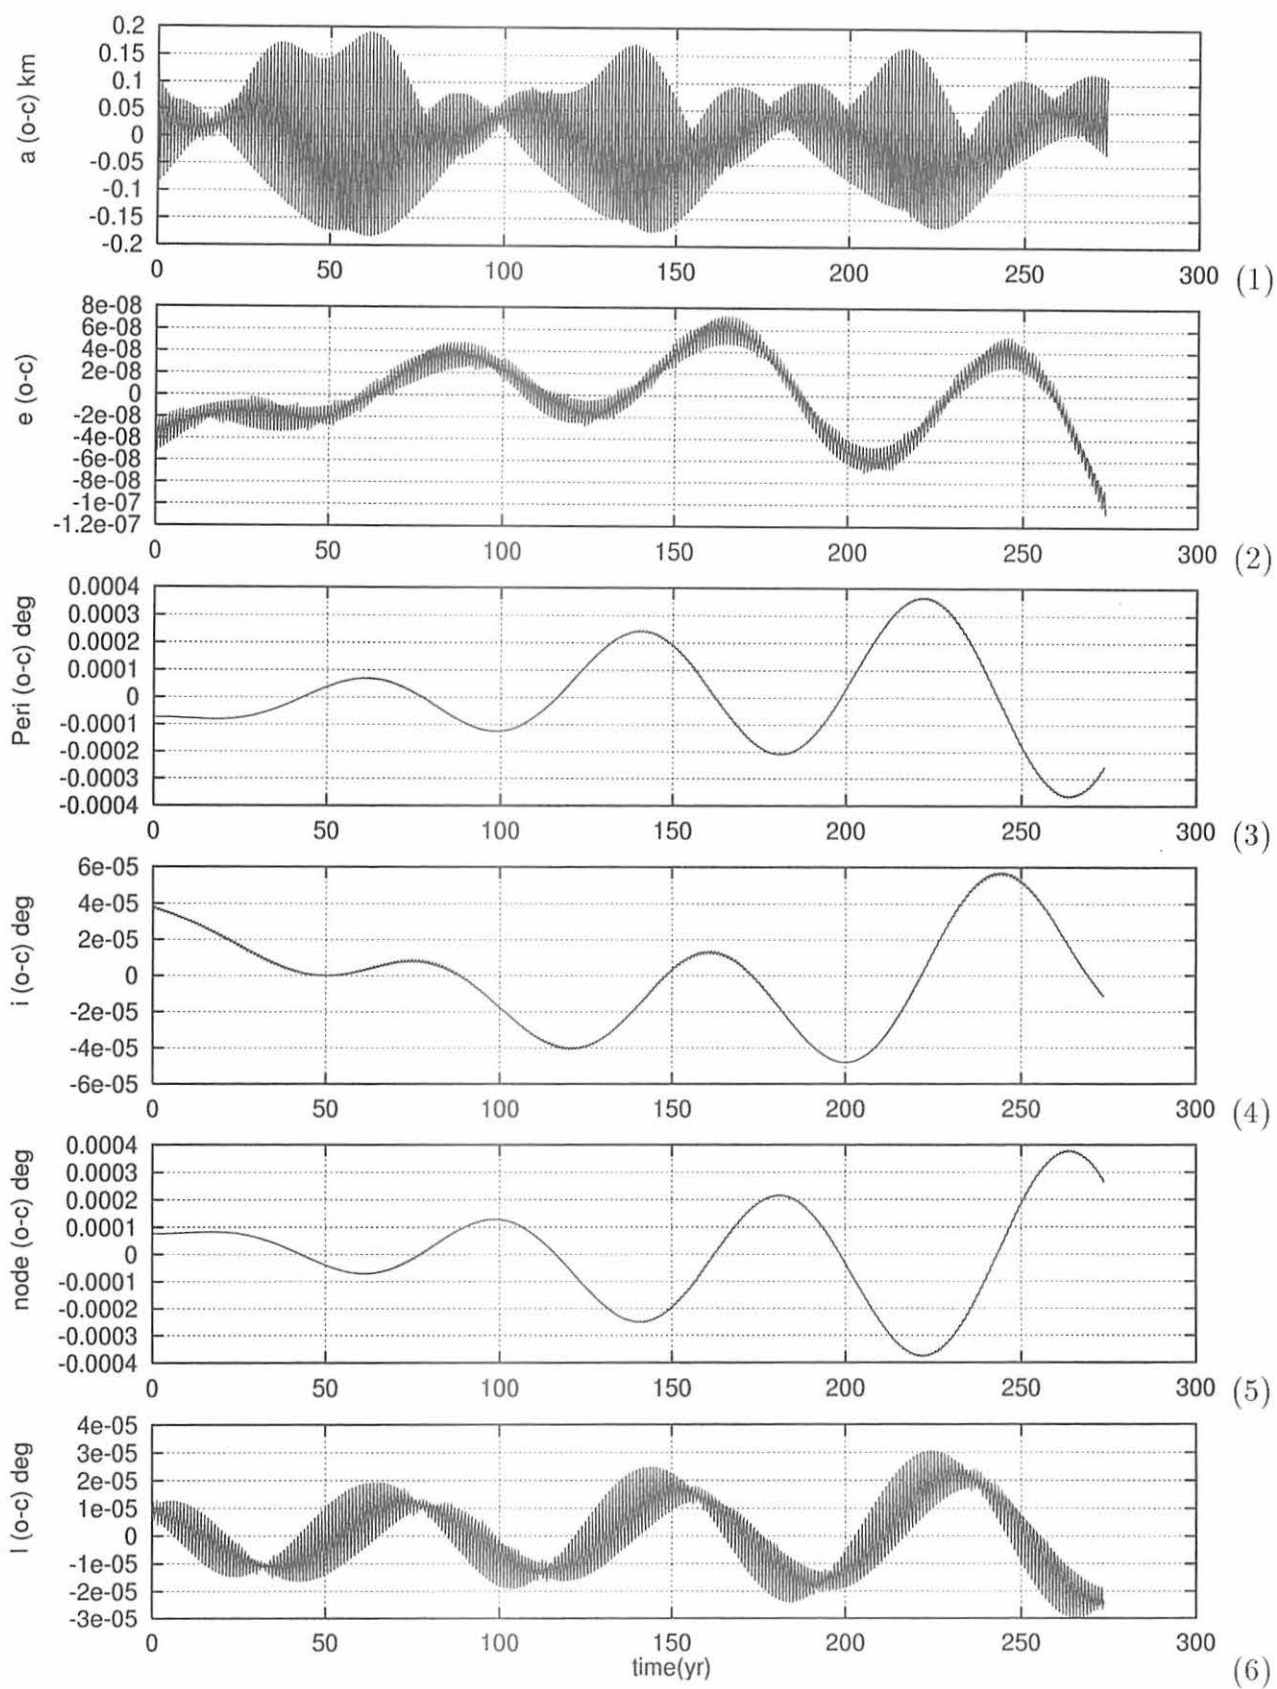 a (o-c) km
0.2
0.15
0.1
0.05
0
-0.05
-0.1
-0.15
-0.2
0 50 100 150 200 250 300 (1)
e (o-c)
8e-08
6e-08
4e-08
2e-08
0
-2e-08
-4e-08
-6e-08
-8e-08
-1e-07
-1.2e-07
0 50 100 150 200 250 300 (2)
Peri (o-c) deg
0.0004
0.0003
0.0002
0.0001
0
-0.0001
-0.0002
-0.0003
-0.0004
0 50 100 150 200 250 300 (3)
i (o-c) deg
6e-05
4e-05
2e-05
0
-2e-05
-4e-05
-6e-05
0 50 100 150 200 250 300 (4)
node (o-c) deg
0.0004
0.0003
0.0002
0.0001
0
-0.0001
-0.0002
-0.0003
-0.0004
0 50 100 150 200 250 300 (5)
l (o-c) deg
4e-05
3e-05
2e-05
1e-05
0
-1e-05
-2e-05
-3e-05
0 50 100 150 200 250 300
time(yr) (6)